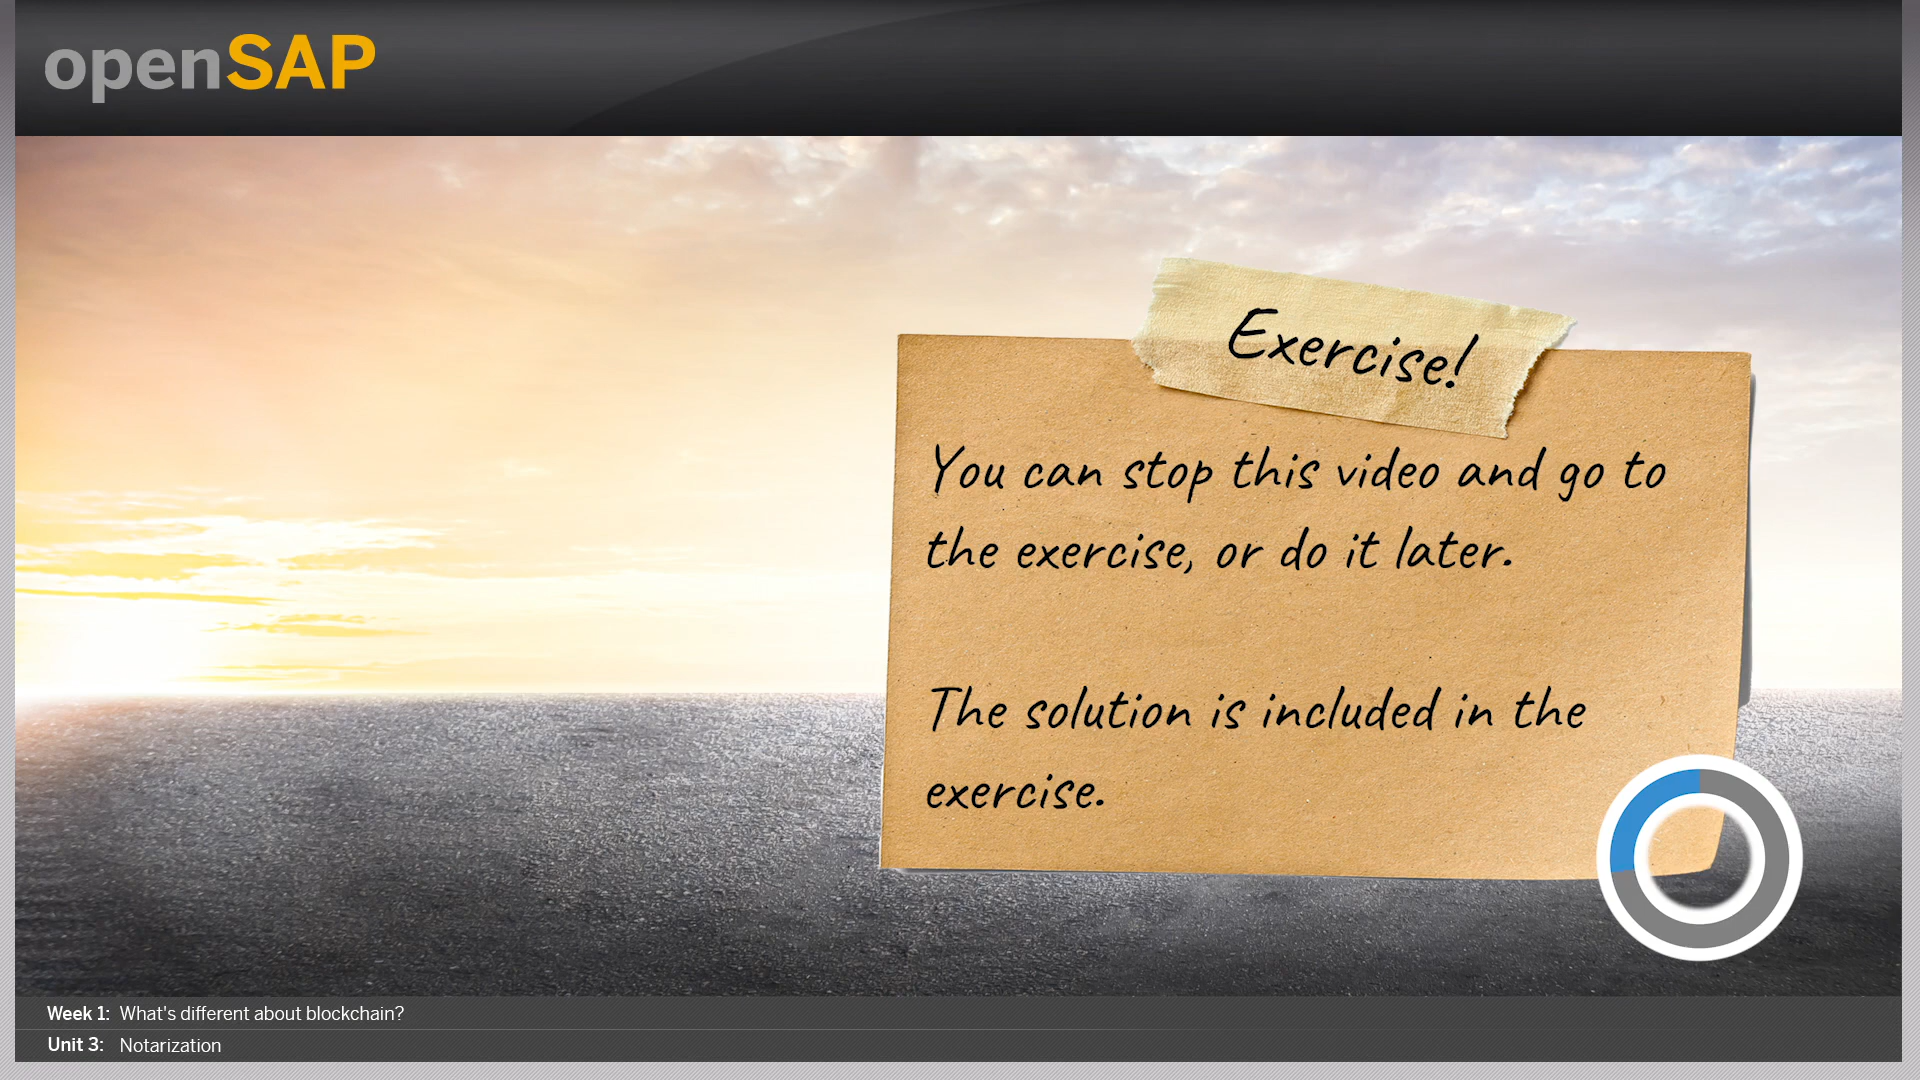 openSAP
Exercise!
You can stop this video and go to
the exercise, or do it later.
The solution is included in the
exercise.
Week 1: What's different about blockchain?
Unit 3: Notarization